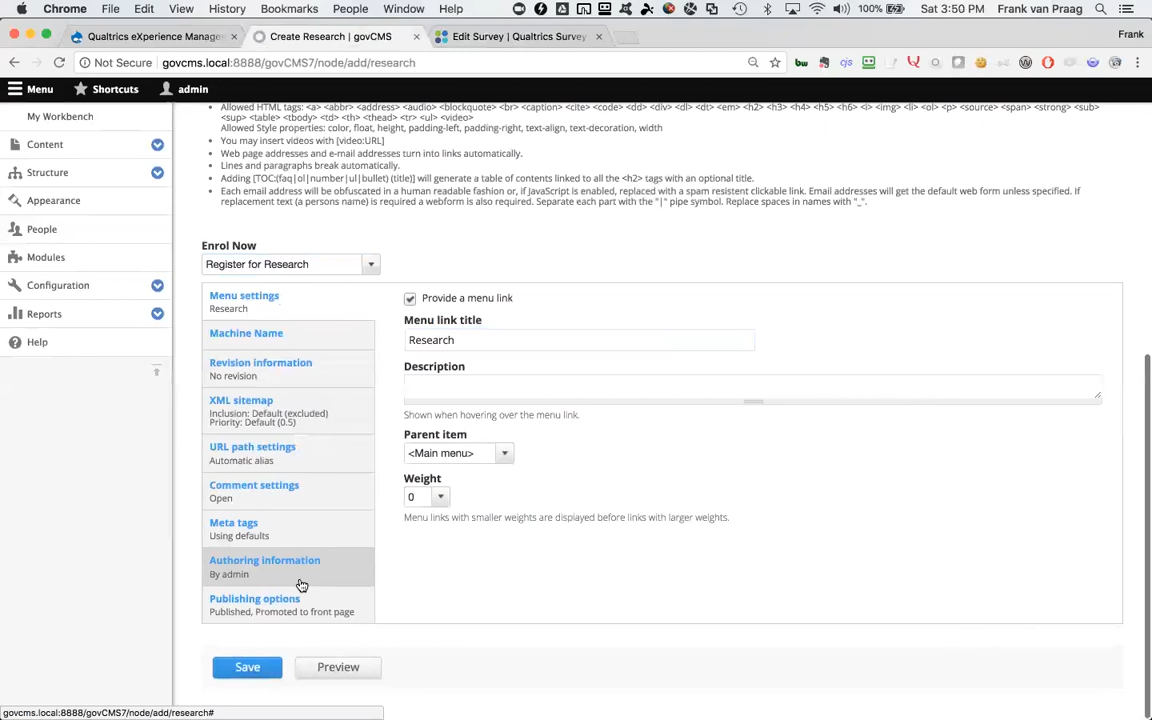 Chrome File Edit View History Bookmarks People Window Help 100% Sat 3:50 PM Frank van Praag
Qualtrics eXperience Manage × Create Research | govCMS × Edit Survey | Qualtrics Survey × Frank
Not Secure govcms.local:8888/govCMS7/node/add/research
Menu Shortcuts admin
My Workbench
Content
Structure
Appearance
People
Modules
Configuration
Reports
Help
Allowed HTML tags: <a> <abbr> <address> <audio> <blockquote> <br> <caption> <cite> <code> <dd> <div> <dl> <dt> <em> <h2> <h3> <h4> <h5> <h6> <i> <img> <li> <ol> <p> <source> <span> <strong> <sub>
<sup> <table> <tbody> <td> <th> <thead> <tr> <ul> <video>
Allowed Style properties: color, float, height, padding-left, padding-right, text-align, text-decoration, width
You may insert videos with [video:URL]
Web page addresses and e-mail addresses turn into links automatically.
Lines and paragraphs break automatically.
Adding [TOC:(faq|ol|number|ul|bullet) (title)] will generate a table of contents linked to all the <h2> tags with an optional title.
Each email address will be obfuscated in a human readable fashion or, if JavaScript is enabled, replaced with a spam resistent clickable link. Email addresses will get the default web form unless specified. If
replacement text (a persons name) is required a webform is also required. Separate each part with the "|" pipe symbol. Replace spaces in names with "_".
Enrol Now
Register for Research
Menu settings
Research
Machine Name
Revision information
No revision
XML sitemap
Inclusion: Default (excluded)
Priority: Default (0.5)
URL path settings
Automatic alias
Comment settings
Open
Meta tags
Using defaults
Authoring information
By admin
Publishing options
Published, Promoted to front page
Provide a menu link
Menu link title
Research
Description
Shown when hovering over the menu link.
Parent item
<Main menu>
Weight
0
Menu links with smaller weights are displayed before links with larger weights.
Save Preview
govcms.local:8888/govCMS7/node/add/research#